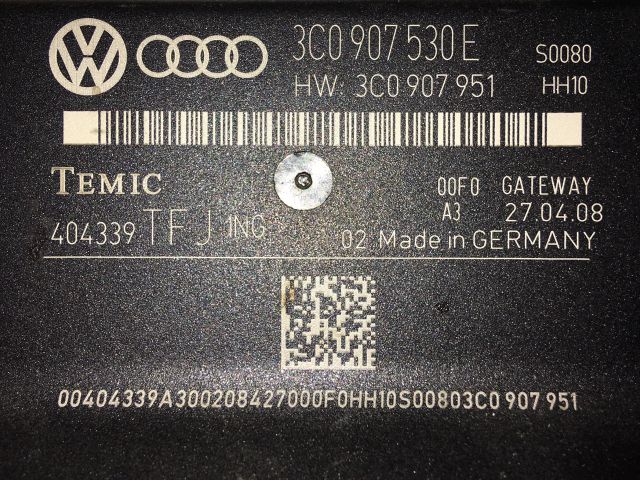 3C0 907 530 E
S0080
HW: 3C0 907 951
HH10
TEMIC
00F0 GATEWAY
A3 27.04.08
404339 TFJ 1NG
02 Made in GERMANY
00404339A300208427000F0HH10S00803C0 907 951